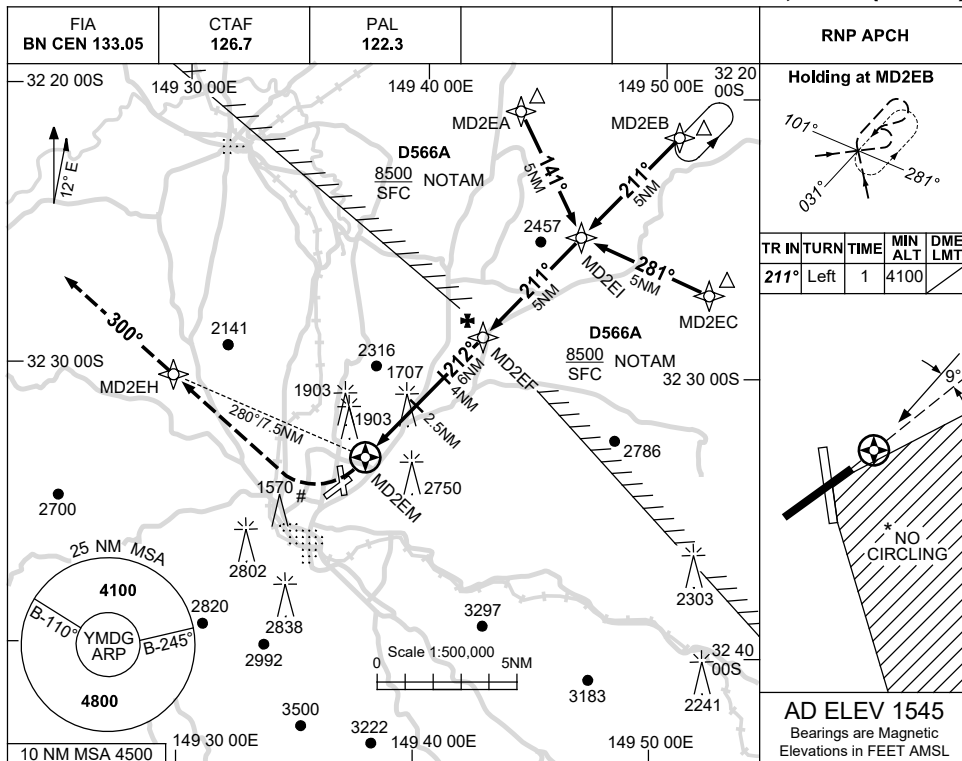 FIA
BN CEN 133.05
CTAF
126.7
PAL
122.3
RNP APCH
32 20 00S
149 30 00E
149 40 00E
149 50 00E
32 20
00S
Holding at MD2EB
101°
281°
031°
TR IN TURN TIME MIN ALT DME LMT
211° Left 1 4100
12° E
MD2EA
MD2EB
D566A
8500 NOTAM
SFC
141°
5NM
211°
5NM
2457
281°
5NM
MD2EI
MD2EC
211°
5NM
D566A
8500 NOTAM
SFC
300°
2141
32 30 00S
MD2EH
2316
1707
212°
6NM
4NM
MD2EF
32 30 00S
1903
1903
2.5NM
280°/7.5NM
9°
2786
MD2EM
2750
1570
#
2700
* NO
CIRCLING
25 NM MSA
4100
B-110°
YMDG
ARP
B-245°
4800
2802
2838
2820
2992
3297
2303
Scale 1:500,000
0 5NM
32 40
00S
3183
2241
3500
3222
149 30 00E
149 40 00E
149 50 00E
10 NM MSA 4500
AD ELEV 1545
Bearings are Magnetic
Elevations in FEET AMSL